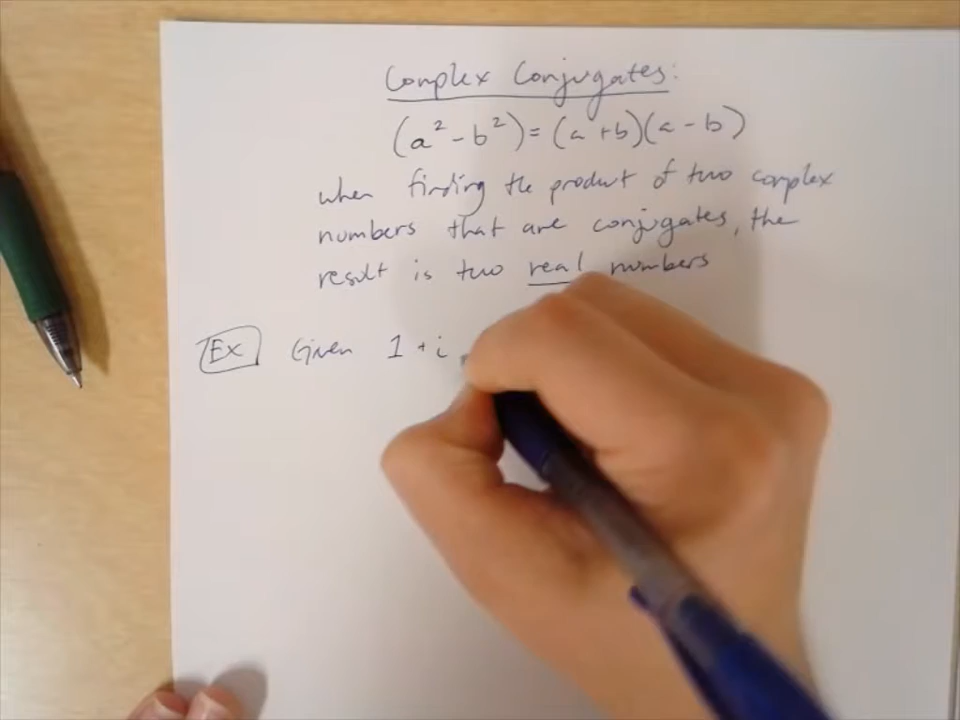 Complex Conjugates:
(a² - b²) = (a + b)(a - b)
when finding the product of two complex
numbers that are conjugates, the
result is two real numbers
Ex Given 1 + i